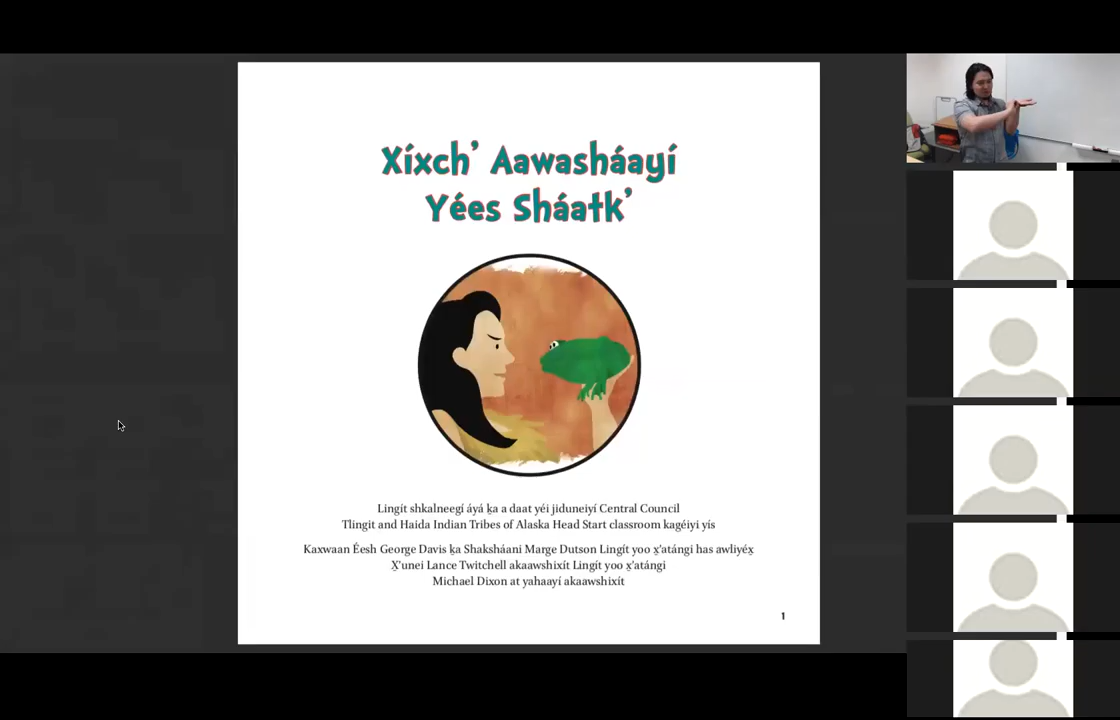 Xíxch’ Aawasháayí
Yées Sháatk’
Lingít shkalneegí áyá ḵa a daat yéi jiduneiyí Central Council
Tlingit and Haida Indian Tribes of Alaska Head Start classroom kagéiyi yís
Kaxwaan Éesh George Davis ḵa Shaksháani Marge Dutson Lingít yoo x̱’atángi has awliyéx̱
X̱’unei Lance Twitchell akaawshixít Lingít yoo x̱’atángi
Michael Dixon at yahaayí akaawshixít
1